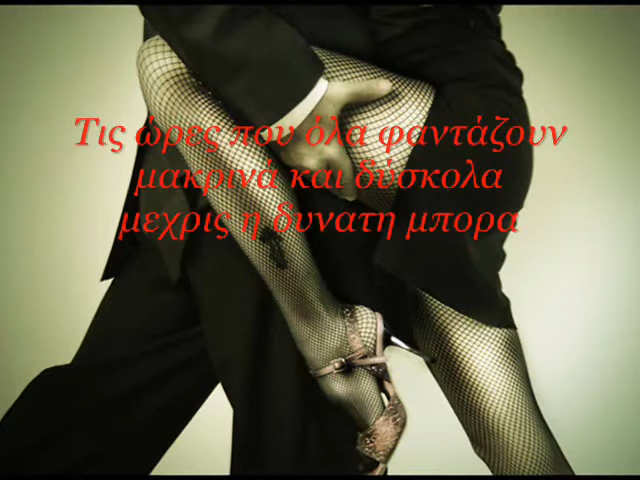 Τις ώρες που όλα φαντάζουν
μακρινά και δύσκολα
μεχρις η δυνατη μπορα